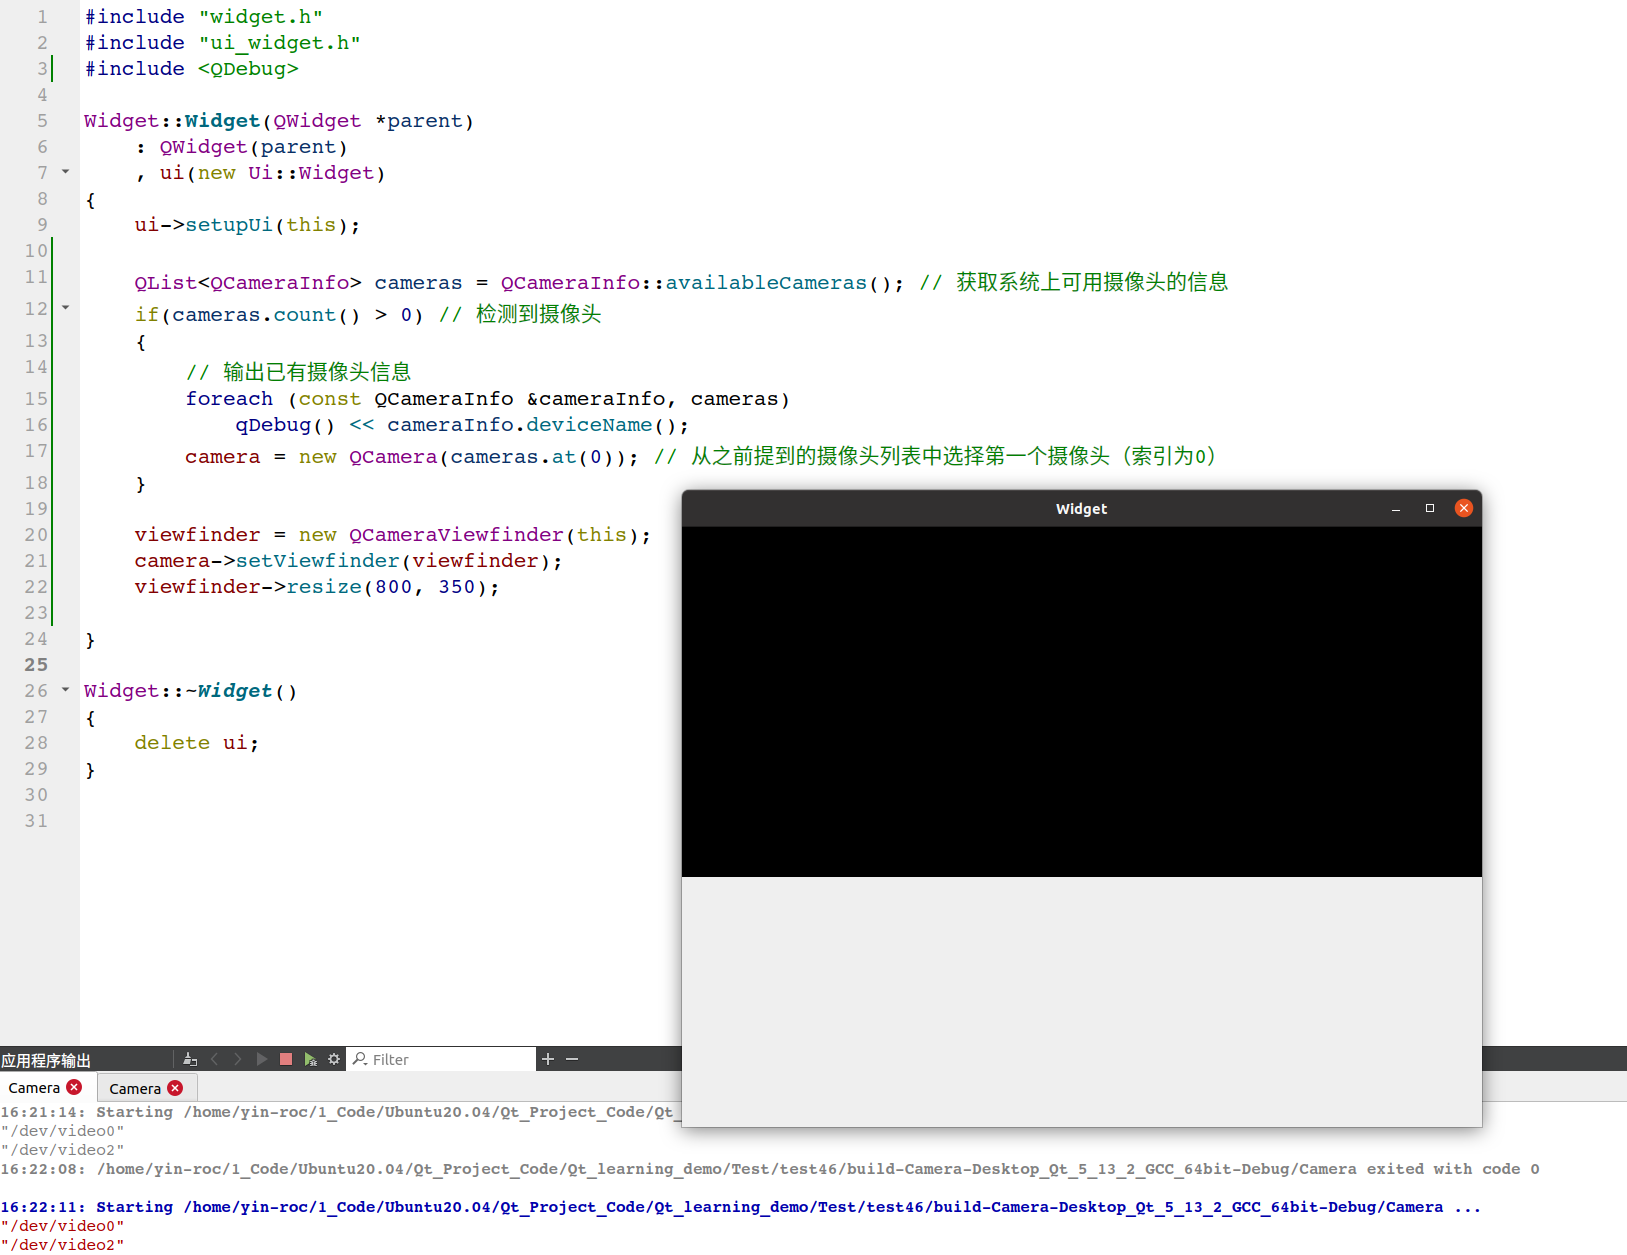 1 #include "widget.h"
2 #include "ui_widget.h"
3 #include <QDebug>
4
5 Widget::Widget(QWidget *parent)
6     : QWidget(parent)
7     , ui(new Ui::Widget)
8 {
9     ui->setupUi(this);
10
11     QList<QCameraInfo> cameras = QCameraInfo::availableCameras(); // 获取系统上可用摄像头的信息
12     if(cameras.count() > 0) // 检测到摄像头
13     {
14         // 输出已有摄像头信息
15         foreach (const QCameraInfo &cameraInfo, cameras)
16             qDebug() << cameraInfo.deviceName();
17         camera = new QCamera(cameras.at(0)); // 从之前提到的摄像头列表中选择第一个摄像头（索引为0）
18     }
19
20     viewfinder = new QCameraViewfinder(this);
21     camera->setViewfinder(viewfinder);
22     viewfinder->resize(800, 350);
23
24 }
25
26 Widget::~Widget()
27 {
28     delete ui;
29 }
30
31
Widget
应用程序输出
Filter
Camera
Camera
16:21:14: Starting /home/yin-roc/1_Code/Ubuntu20.04/Qt_Project_Code/Qt_
"/dev/video0"
"/dev/video2"
16:22:08: /home/yin-roc/1_Code/Ubuntu20.04/Qt_Project_Code/Qt_learning_demo/Test/test46/build-Camera-Desktop_Qt_5_13_2_GCC_64bit-Debug/Camera exited with code 0
16:22:11: Starting /home/yin-roc/1_Code/Ubuntu20.04/Qt_Project_Code/Qt_learning_demo/Test/test46/build-Camera-Desktop_Qt_5_13_2_GCC_64bit-Debug/Camera ...
"/dev/video0"
"/dev/video2"